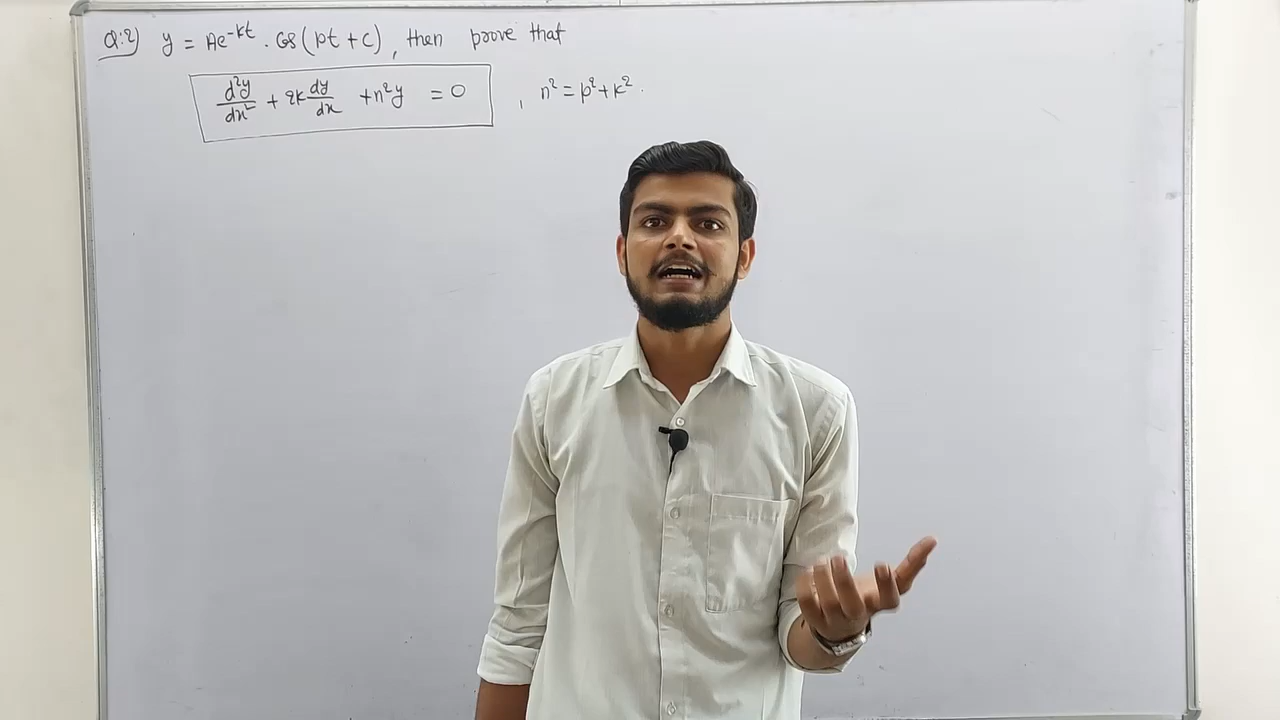 Q:2) y = Ae^-kt . Cos(pt + c), then prove that
d²y/dx² + 2k dy/dx + n²y = 0 , n² = p² + k².